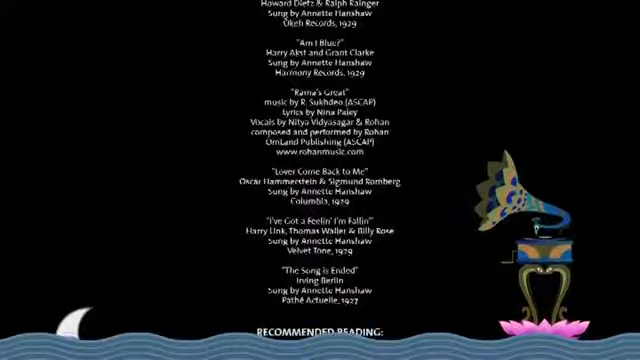 Howard Dietz & Ralph Rainger
Sung by Annette Hanshaw
Okeh Records, 1929
"Am I Blue?"
Harry Akst and Grant Clarke
Sung by Annette Hanshaw
Harmony Records, 1929
"Rama's Great"
music by R. Sukhdeo (ASCAP)
Lyrics by Nina Paley
Vocals by Nitya Vidyasagar & Rohan
composed and performed by Rohan
OmLand Publishing (ASCAP)
www.rohanmusic.com
"Lover Come Back to Me"
Oscar Hammerstein & Sigmund Romberg
Sung by Annette Hanshaw
Columbia, 1929
"I've Got a Feelin' I'm Fallin'"
Harry Link, Thomas Waller & Billy Rose
Sung by Annette Hanshaw
Velvet Tone, 1929
"The Song is Ended"
Irving Berlin
Sung by Annette Hanshaw
Pathé Actuelle, 1927
RECOMMENDED READING: